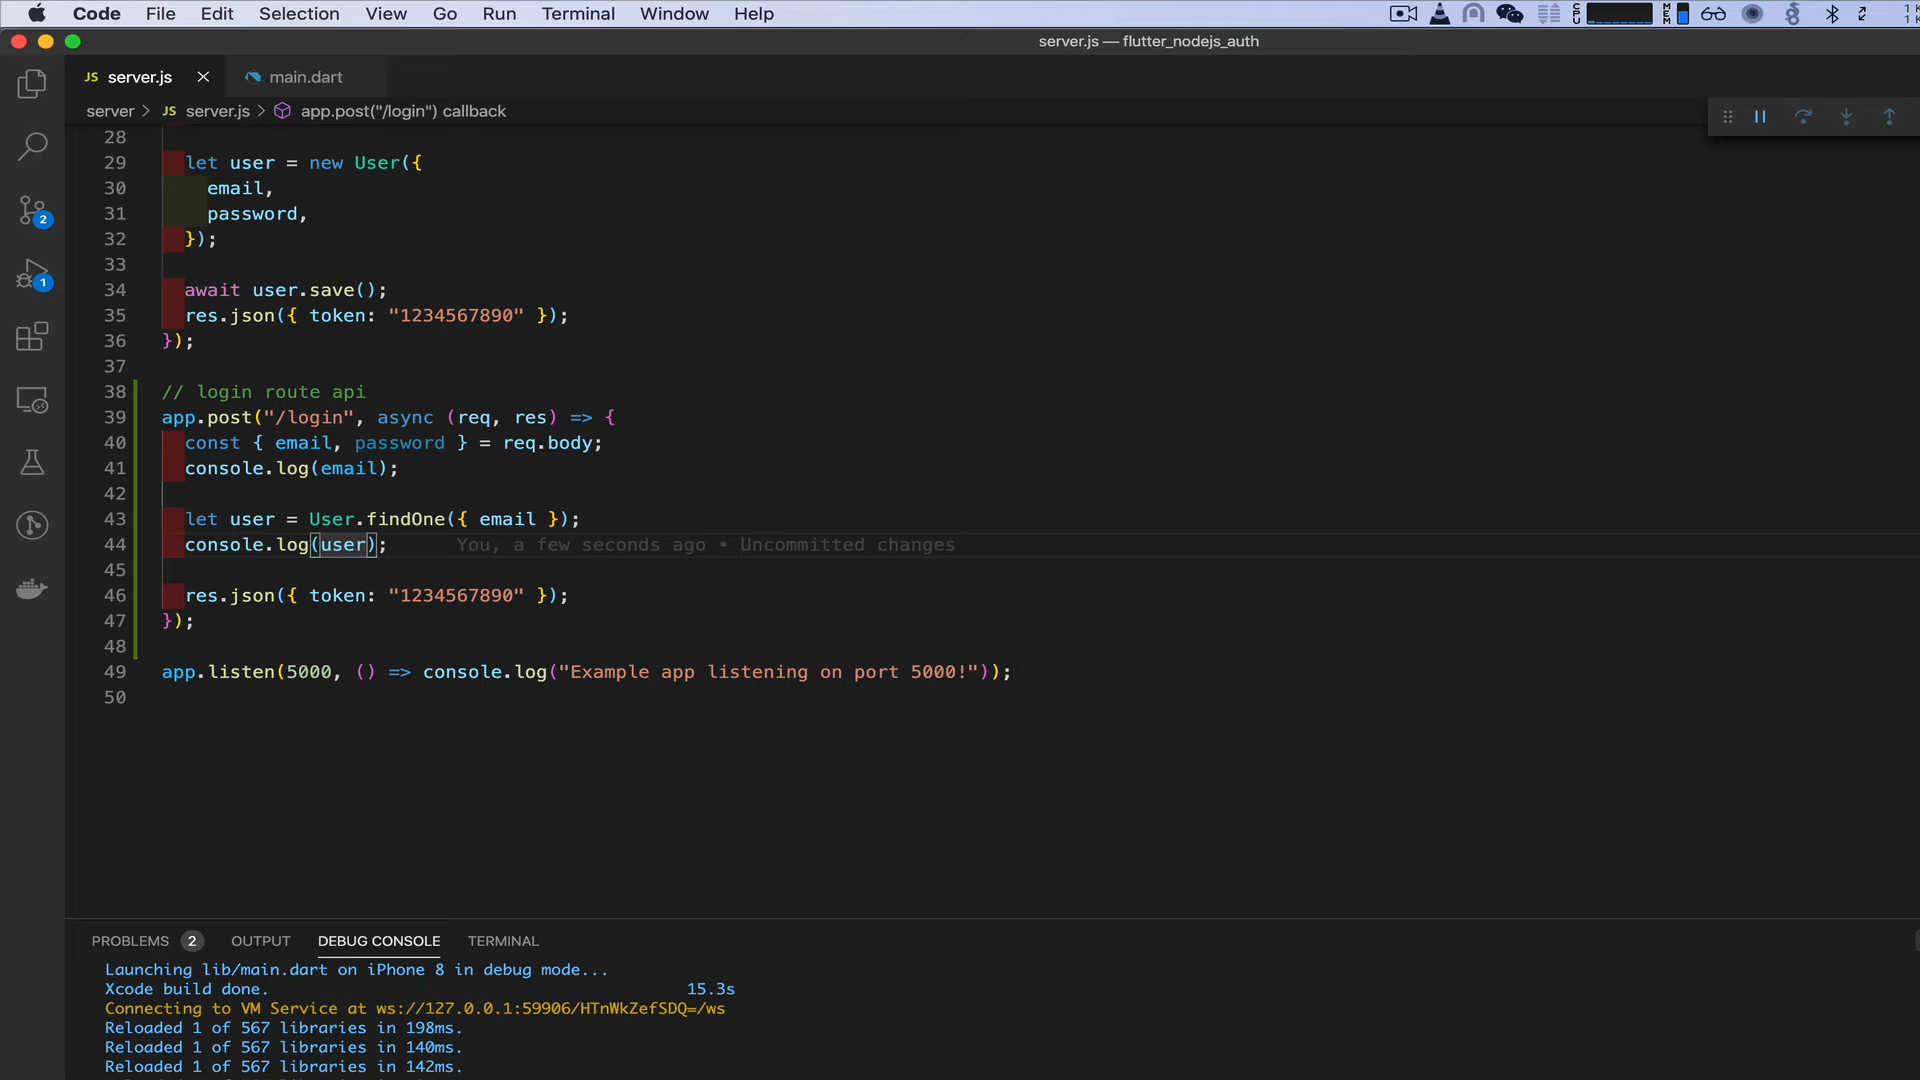 Code File Edit Selection View Go Run Terminal Window Help
server.js — flutter_nodejs_auth
JS server.js main.dart
server > JS server.js > app.post("/login") callback
28
29 let user = new User({
30 email,
31 password,
32 });
33
34 await user.save();
35 res.json({ token: "1234567890" });
36 });
37
38 // login route api
39 app.post("/login", async (req, res) => {
40 const { email, password } = req.body;
41 console.log(email);
42
43 let user = User.findOne({ email });
44 console.log(user); You, a few seconds ago • Uncommitted changes
45
46 res.json({ token: "1234567890" });
47 });
48
49 app.listen(5000, () => console.log("Example app listening on port 5000!"));
50
2
1
PROBLEMS 2 OUTPUT DEBUG CONSOLE TERMINAL
Launching lib/main.dart on iPhone 8 in debug mode...
Xcode build done. 15.3s
Connecting to VM Service at ws://127.0.0.1:59906/HTnWkZefSDQ=/ws
Reloaded 1 of 567 libraries in 198ms.
Reloaded 1 of 567 libraries in 140ms.
Reloaded 1 of 567 libraries in 142ms.